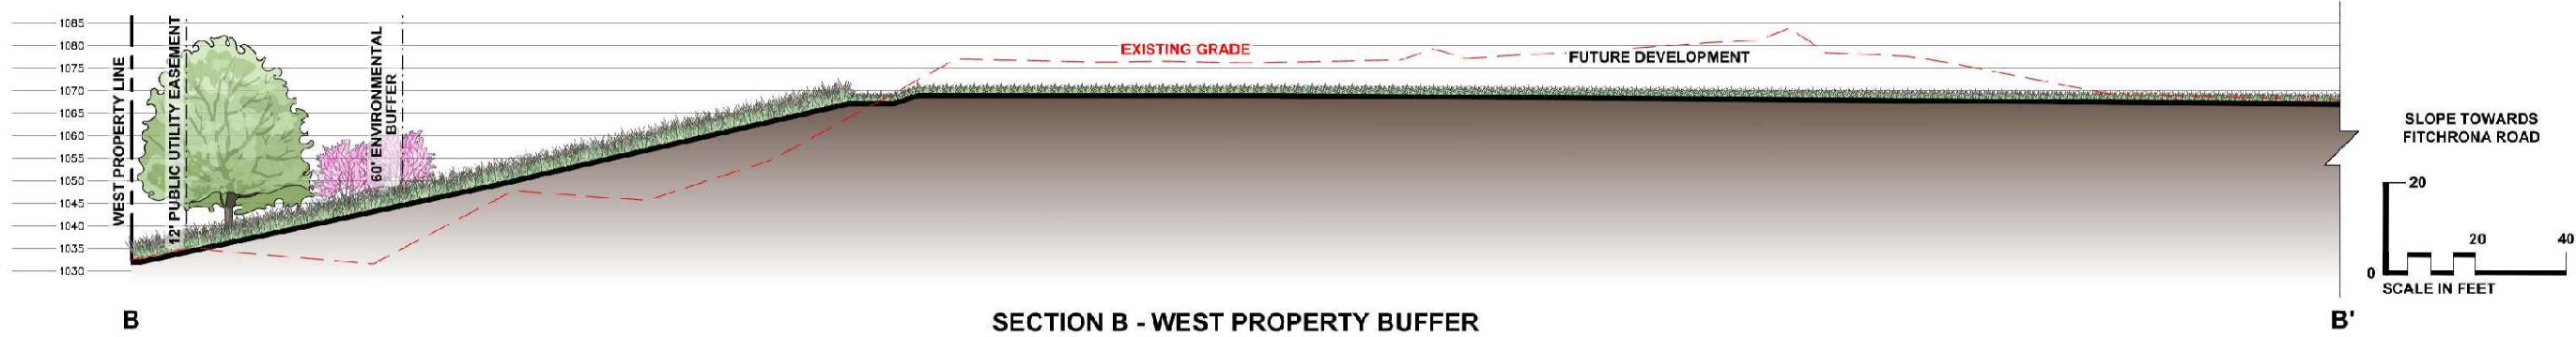 1085
1080
1075
1070
1065
1060
1055
1050
1045
1040
1035
1030
WEST PROPERTY LINE
12' PUBLIC UTILITY EASEMENT
60' ENVIRONMENTAL
BUFFER
EXISTING GRADE
FUTURE DEVELOPMENT
SLOPE TOWARDS
FITCHRONA ROAD
20
20 40
0
SCALE IN FEET
B
SECTION B - WEST PROPERTY BUFFER
B'